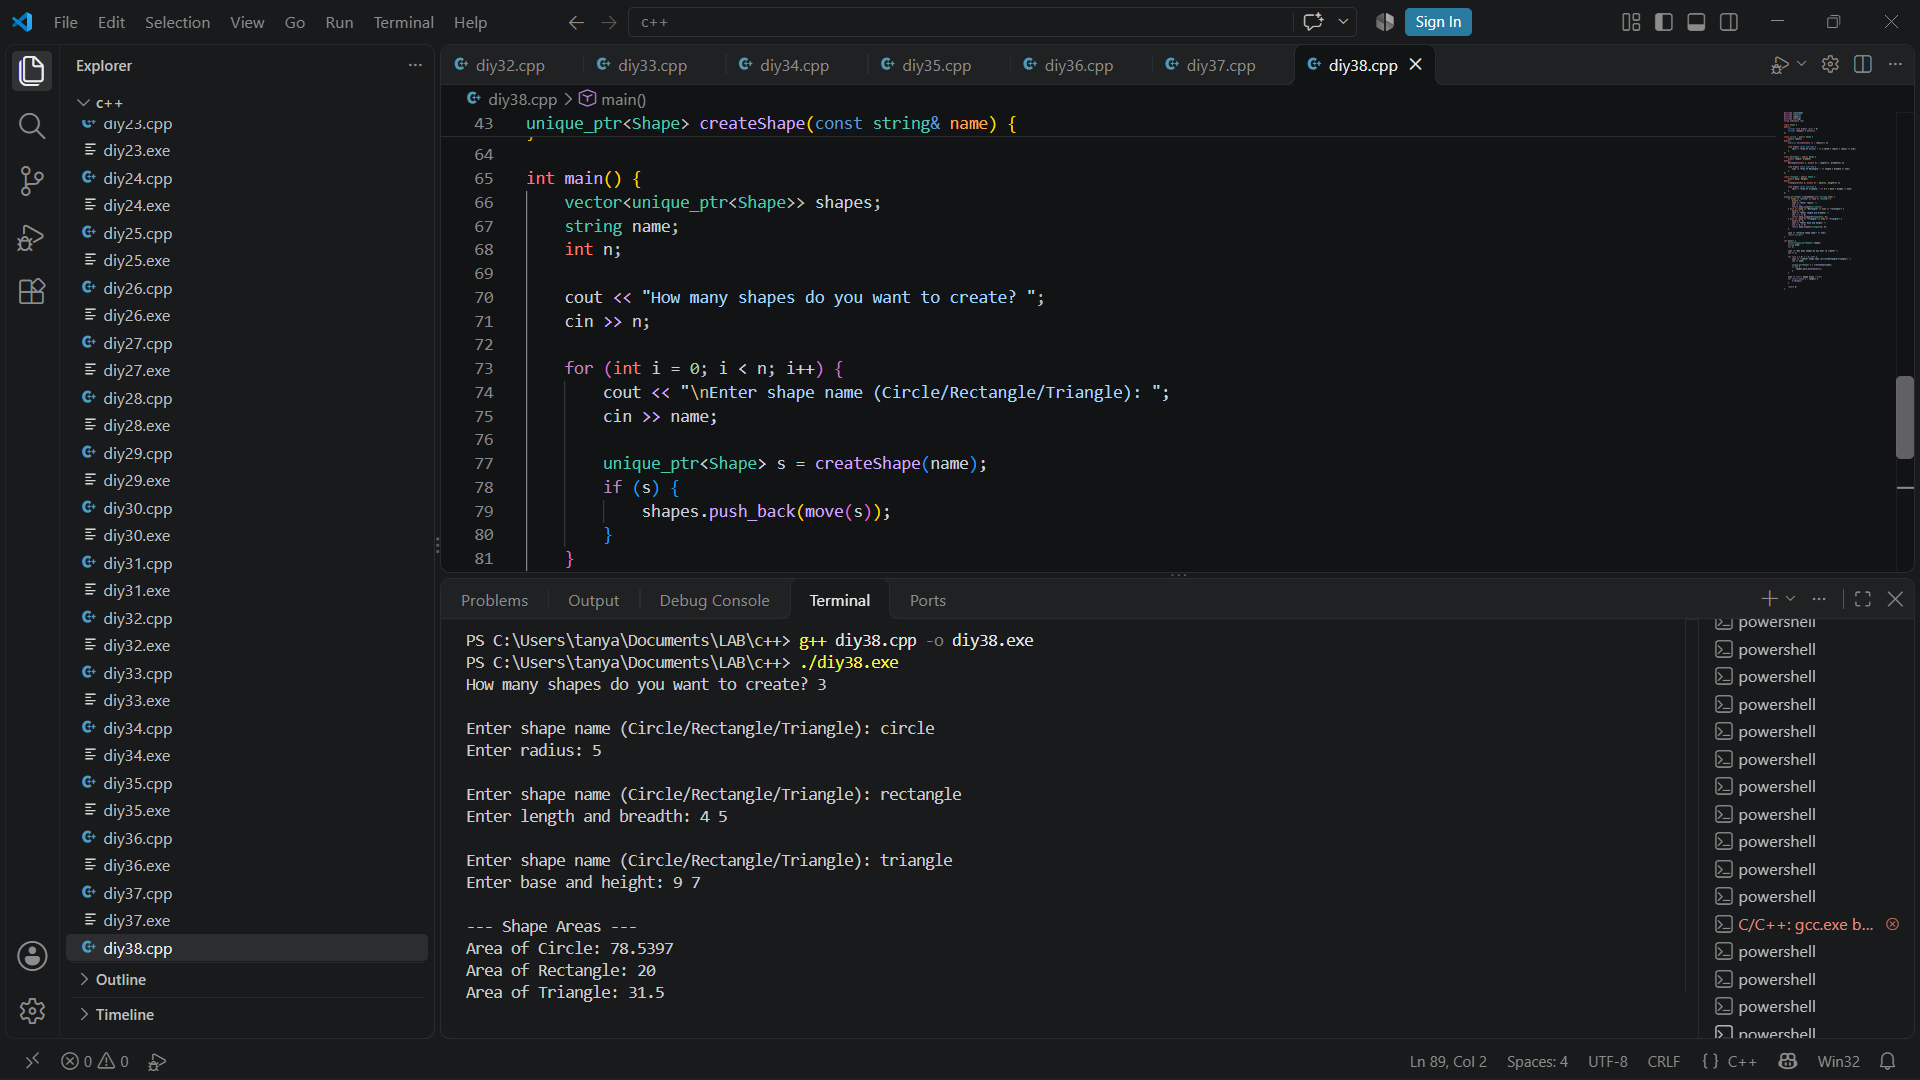 File Edit Selection View Go Run Terminal Help
c++
Sign In
Explorer
c++
diy23.cpp
diy23.exe
diy24.cpp
diy24.exe
diy25.cpp
diy25.exe
diy26.cpp
diy26.exe
diy27.cpp
diy27.exe
diy28.cpp
diy28.exe
diy29.cpp
diy29.exe
diy30.cpp
diy30.exe
diy31.cpp
diy31.exe
diy32.cpp
diy32.exe
diy33.cpp
diy33.exe
diy34.cpp
diy34.exe
diy35.cpp
diy35.exe
diy36.cpp
diy36.exe
diy37.cpp
diy37.exe
diy38.cpp
Outline
Timeline
diy32.cpp diy33.cpp diy34.cpp diy35.cpp diy36.cpp diy37.cpp diy38.cpp
diy38.cpp > main()
43 unique_ptr<Shape> createShape(const string& name) {
64
65 int main() {
66     vector<unique_ptr<Shape>> shapes;
67     string name;
68     int n;
69
70     cout << "How many shapes do you want to create? ";
71     cin >> n;
72
73     for (int i = 0; i < n; i++) {
74         cout << "\nEnter shape name (Circle/Rectangle/Triangle): ";
75         cin >> name;
76
77         unique_ptr<Shape> s = createShape(name);
78         if (s) {
79             shapes.push_back(move(s));
80         }
81     }
Problems Output Debug Console Terminal Ports
PS C:\Users\tanya\Documents\LAB\c++> g++ diy38.cpp -o diy38.exe
PS C:\Users\tanya\Documents\LAB\c++> ./diy38.exe
How many shapes do you want to create? 3
Enter shape name (Circle/Rectangle/Triangle): circle
Enter radius: 5
Enter shape name (Circle/Rectangle/Triangle): rectangle
Enter length and breadth: 4 5
Enter shape name (Circle/Rectangle/Triangle): triangle
Enter base and height: 9 7
--- Shape Areas ---
Area of Circle: 78.5397
Area of Rectangle: 20
Area of Triangle: 31.5
powershell
powershell
powershell
powershell
powershell
powershell
powershell
powershell
powershell
powershell
powershell
C/C++: gcc.exe b...
powershell
powershell
powershell
powershell
0 0
Ln 89, Col 2 Spaces: 4 UTF-8 CRLF { } C++ Win32